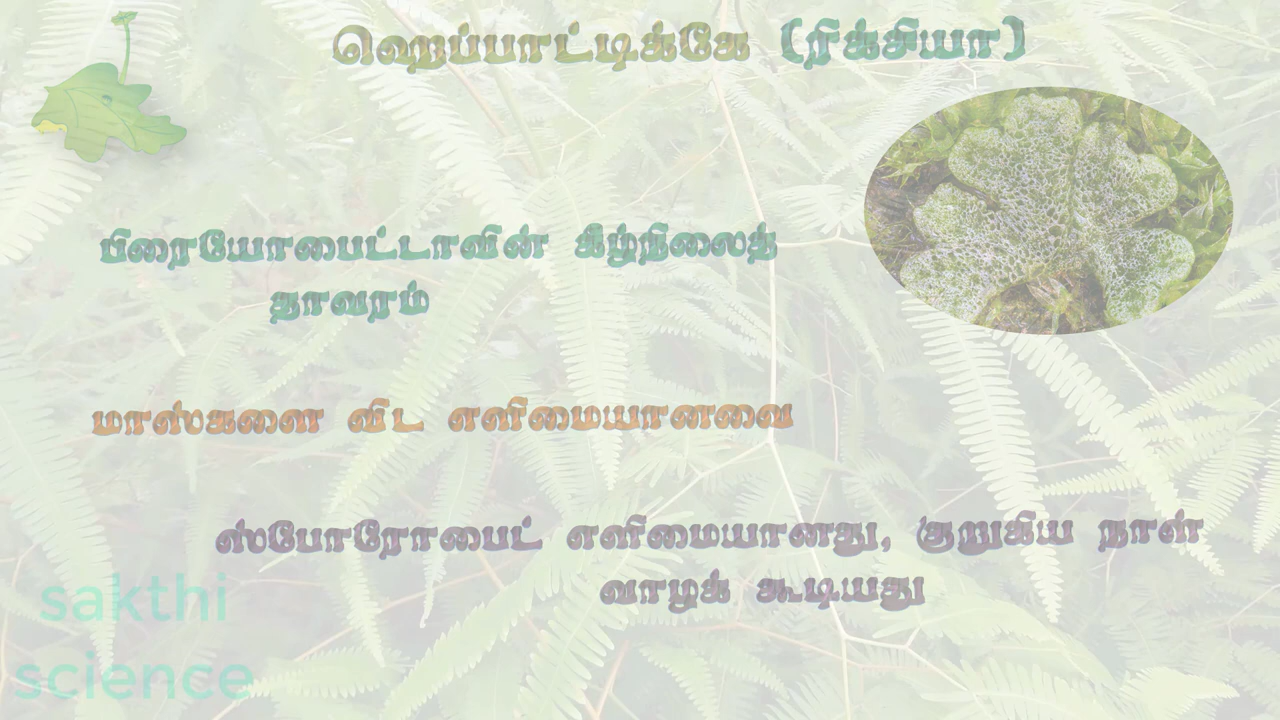 ஹெப்பாட்டிக்கே (ரிக்சியா)
பிரையோபைட்டாவின் கீழ்நிலைத்
தாவரம்
மாஸ்களை விட எளிமையானவை
ஸ்போரோபைட் எளிமையானது, குறுகிய நாள்
வாழக் கூடியது
sakthi
science